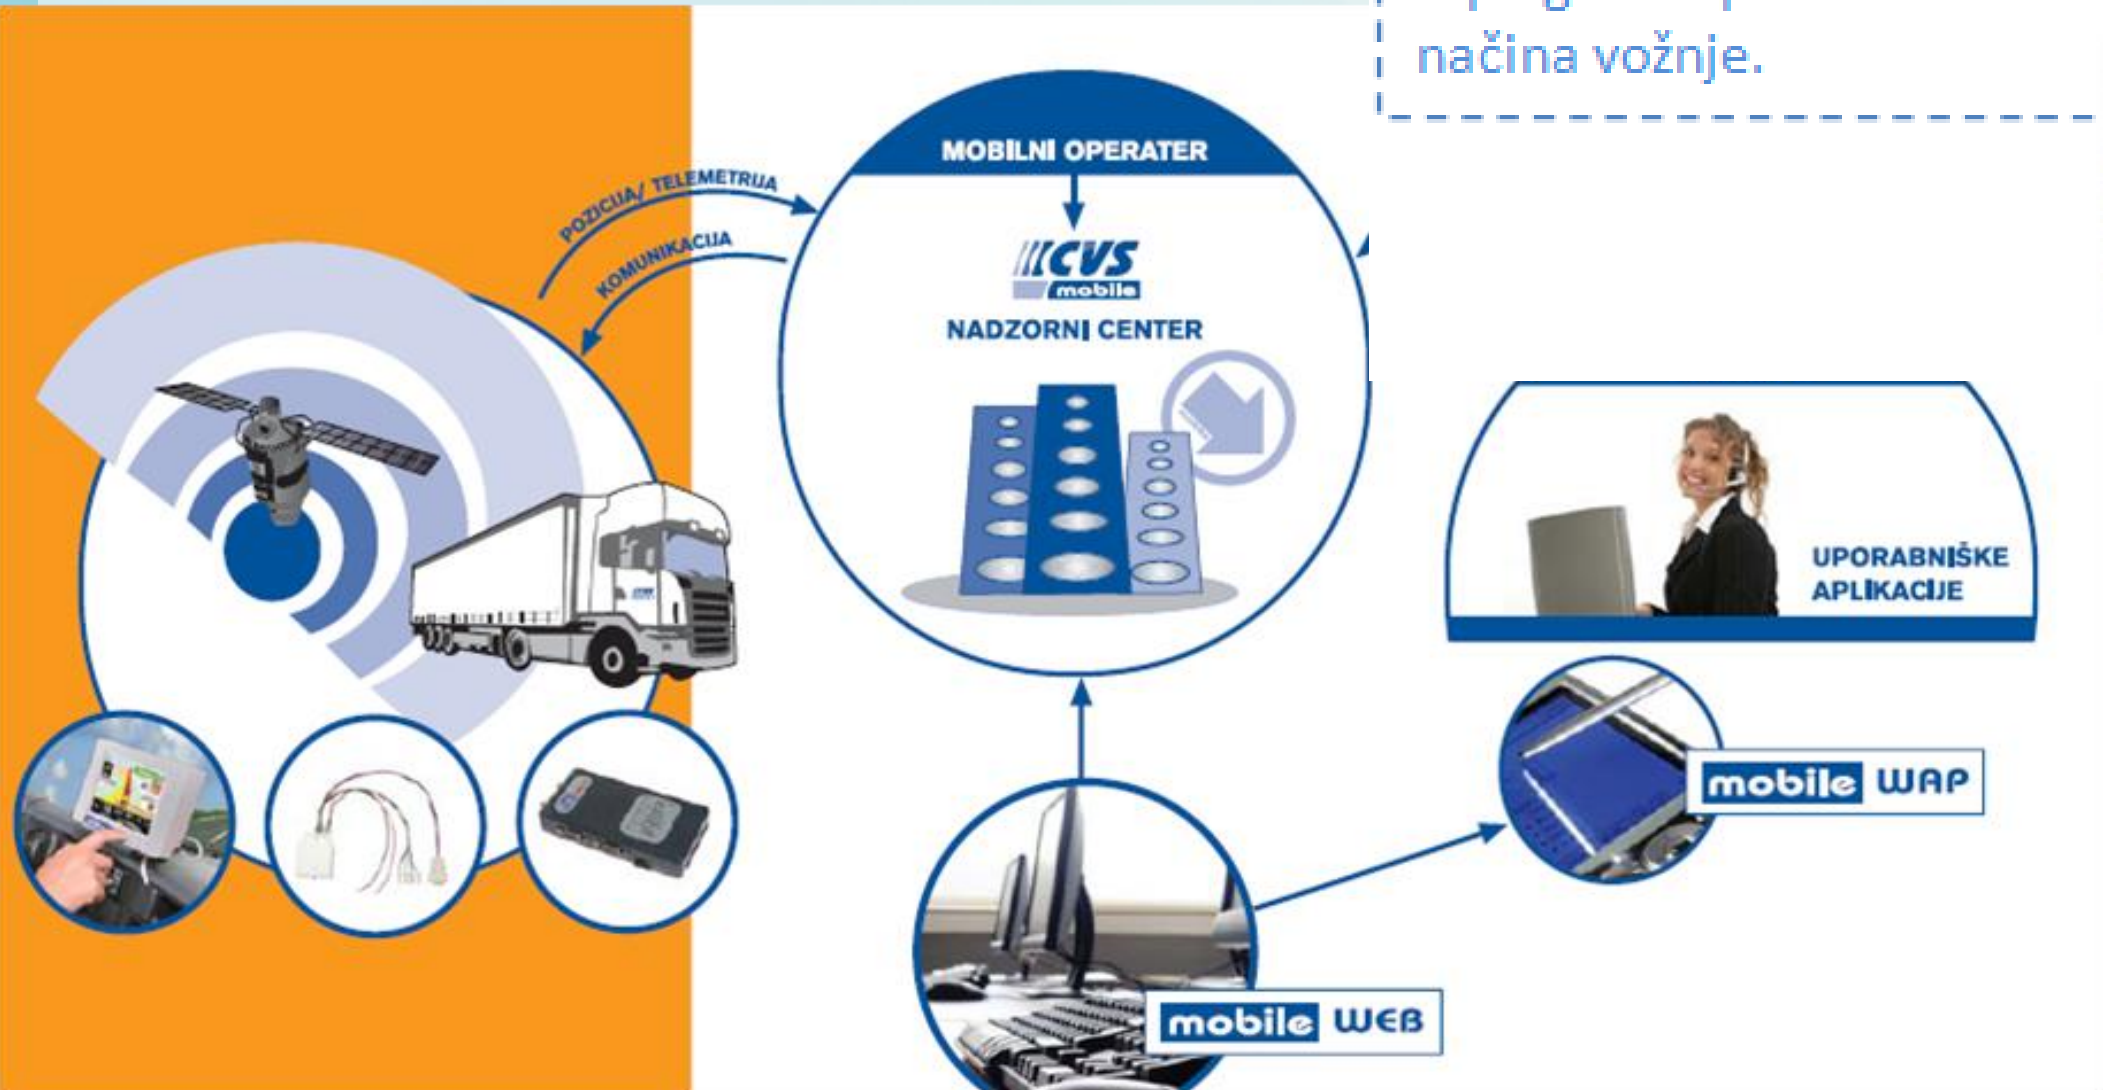 načina vožnje.
MOBILNI OPERATER
POZICIJA/ TELEMETRIJA
KOMUNIKACIJA
CVS
mobile
NADZORNI CENTER
UPORABNIŠKE
APLIKACIJE
mobile WAP
mobile WEB